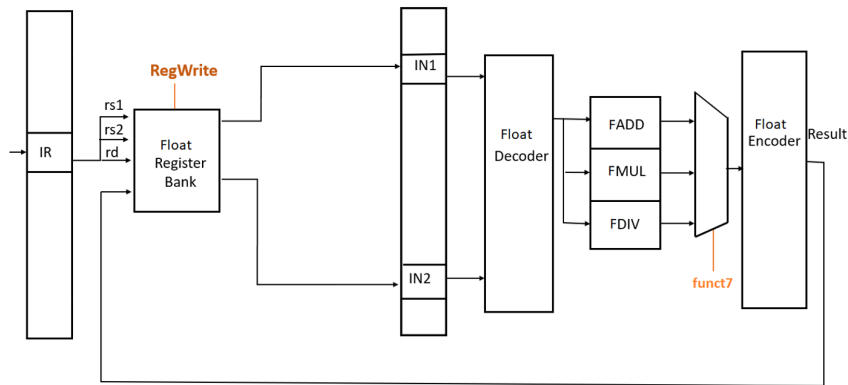 RegWrite
IR
rs1
rs2
rd
Float
Register
Bank
IN1
IN2
Float
Decoder
FADD
FMUL
FDIV
funct7
Float
Encoder
Result